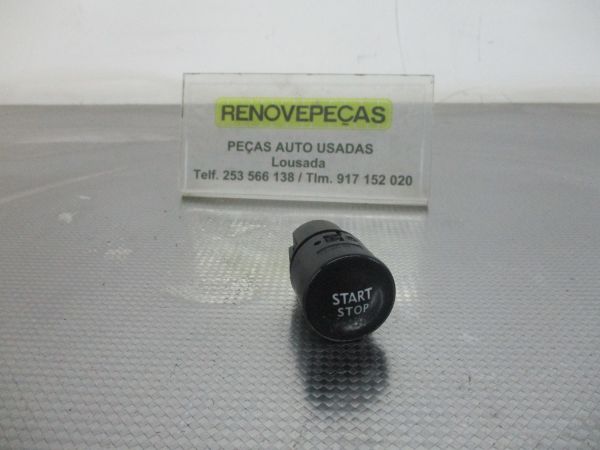 RENOVEPEÇAS
PEÇAS AUTO USADAS
Lousada
Telf. 253 566 138 / Tlm. 917 152 020
START
STOP